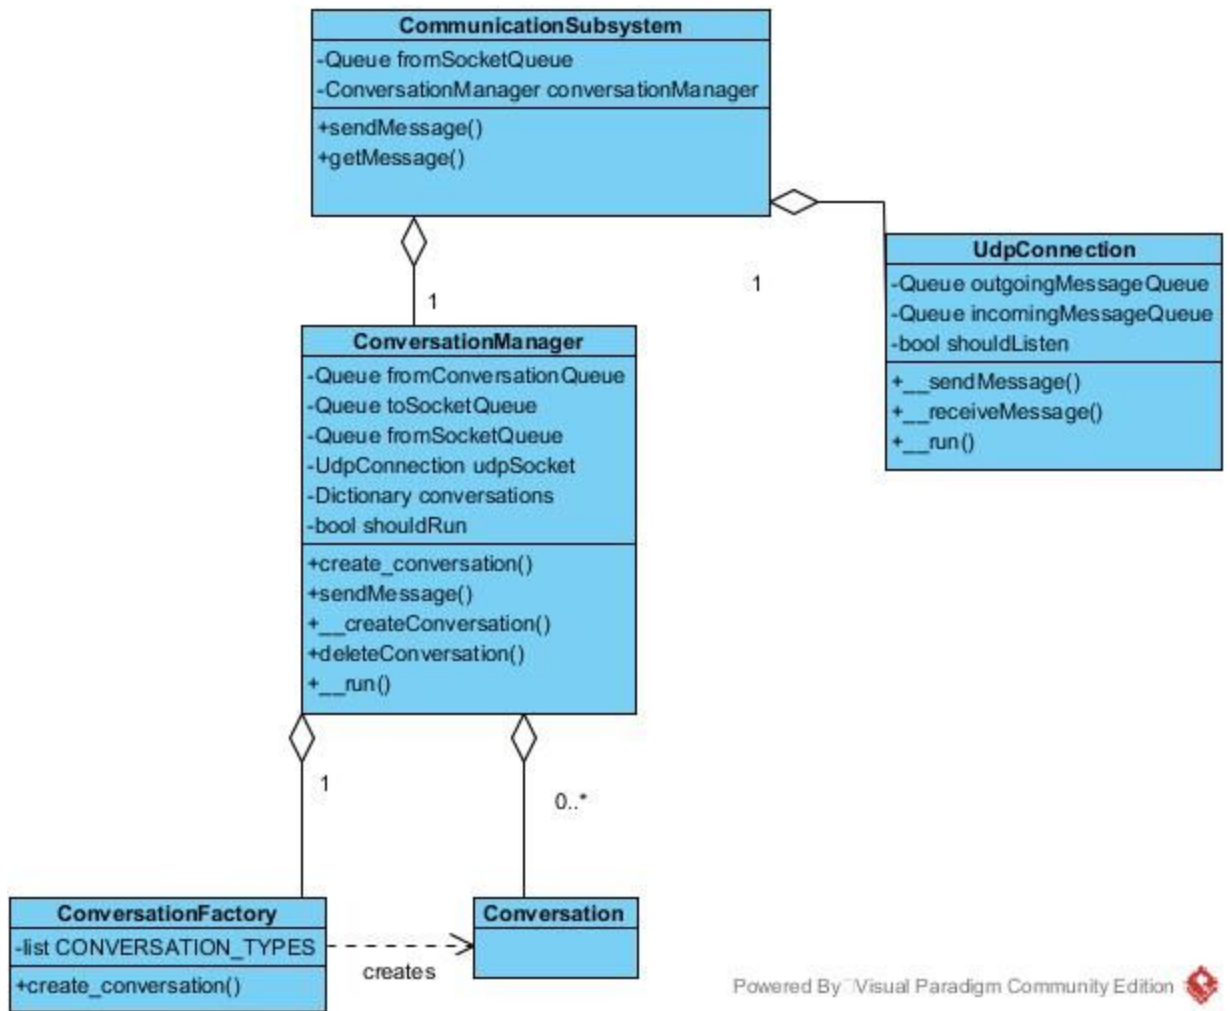 CommunicationSubsystem
-Queue fromSocketQueue
-ConversationManager conversationManager
+sendMessage()
+getMessage()
1
1
UdpConnection
-Queue outgoingMessageQueue
-Queue incomingMessageQueue
-bool shouldListen
+__sendMessage()
+__receiveMessage()
+__run()
ConversationManager
-Queue fromConversationQueue
-Queue toSocketQueue
-Queue fromSocketQueue
-UdpConnection udpSocket
-Dictionary conversations
-bool shouldRun
+create_conversation()
+sendMessage()
+__createConversation()
+deleteConversation()
+__run()
1
0..*
ConversationFactory
-list CONVERSATION_TYPES
+create_conversation()
creates
Conversation
Powered By Visual Paradigm Community Edition